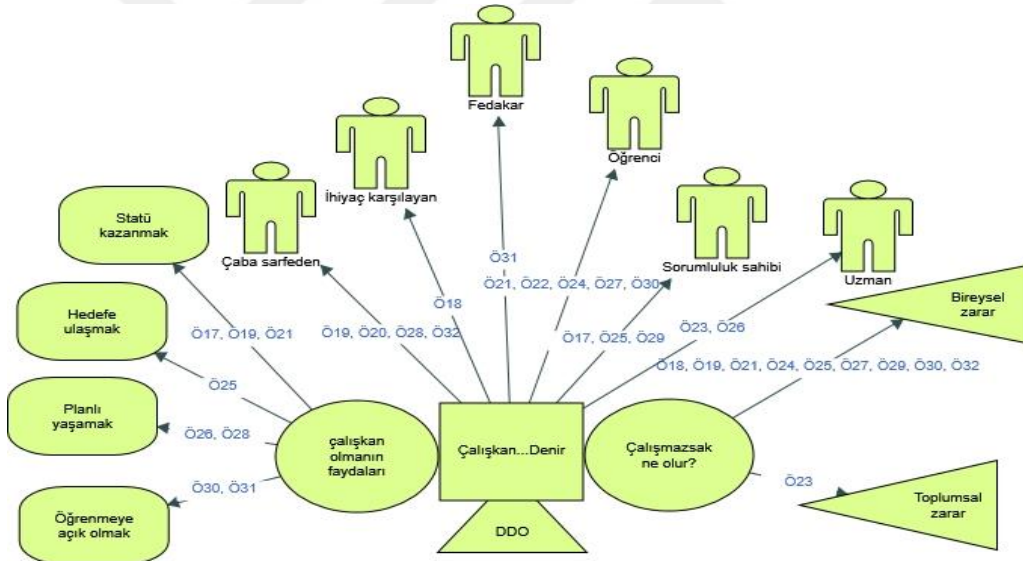 Fedakar
Öğrenci
İhiyaç karşılayan
Çaba sarfeden
Sorumluluk sahibi
Uzman
Statü
kazanmak
Hedefe
ulaşmak
Planlı
yaşamak
Öğrenmeye
açık olmak
Bireysel
zarar
Toplumsal
zarar
Ö17, Ö19, Ö21
Ö25
Ö26, Ö28
Ö30, Ö31
Ö19, Ö20, Ö28, Ö32
Ö18
Ö31
Ö21, Ö22, Ö24, Ö27, Ö30
Ö17, Ö25, Ö29
Ö23, Ö26
Ö18, Ö19, Ö21, Ö24, Ö25, Ö27, Ö29, Ö30, Ö32
Ö23
çalışkan
olmanın
faydaları
Çalışkan...Denir
Çalışmazsak
ne olur?
DDO